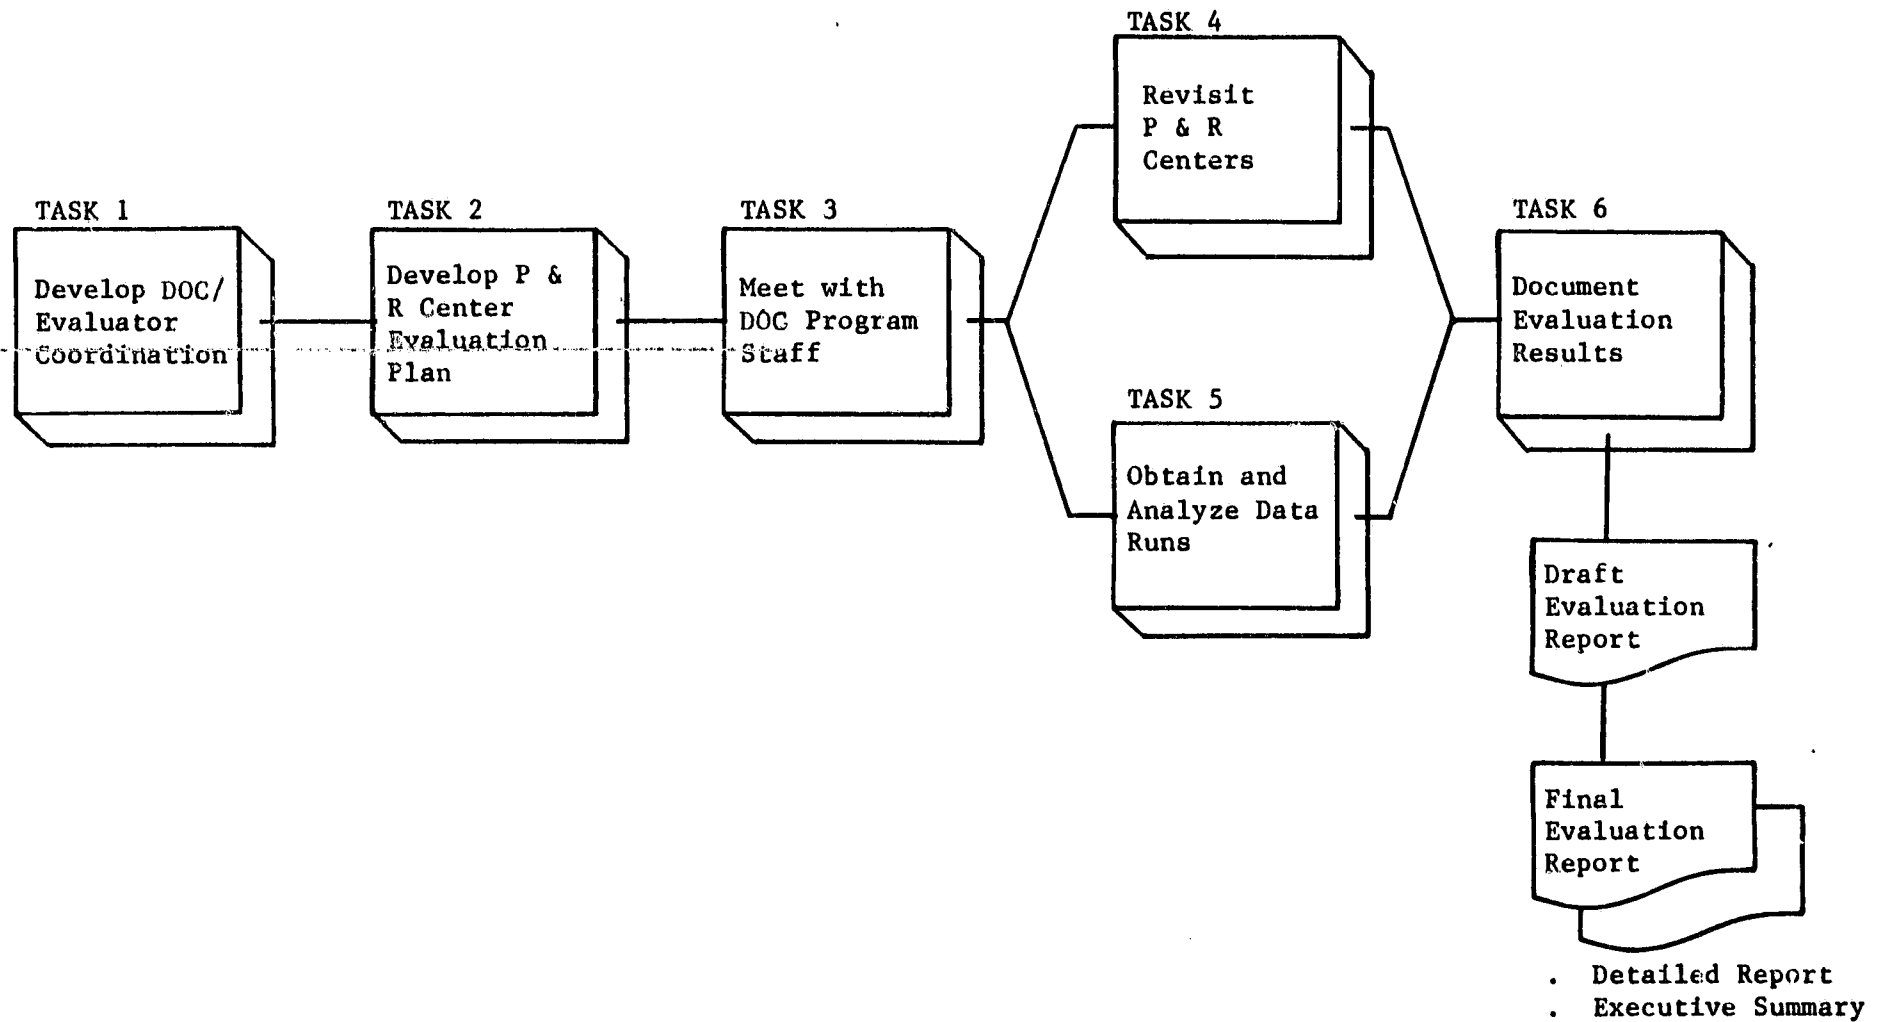 TASK 1
Develop DOC/
Evaluator
Coordination
TASK 2
Develop P &
R Center
Evaluation
Plan
TASK 3
Meet with
DOC Program
Staff
TASK 4
Revisit
P & R
Centers
TASK 5
Obtain and
Analyze Data
Runs
TASK 6
Document
Evaluation
Results
Draft
Evaluation
Report
Final
Evaluation
Report
. Detailed Report
. Executive Summary